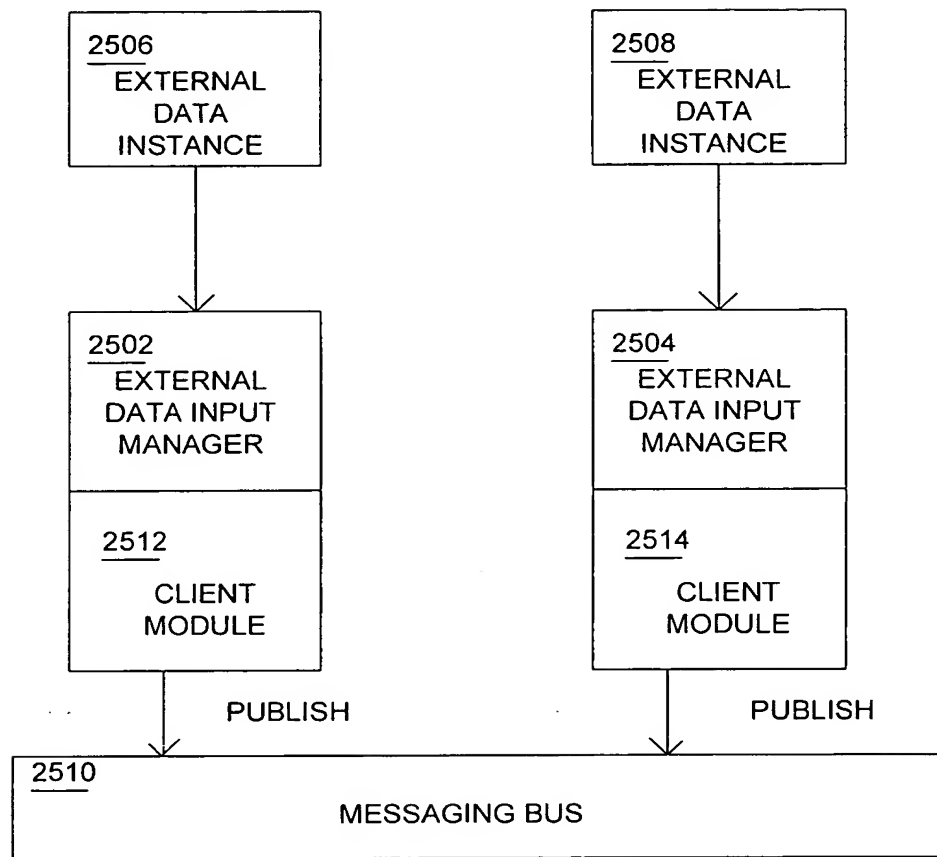 2506
EXTERNAL
DATA
INSTANCE
2508
EXTERNAL
DATA
INSTANCE
2502
EXTERNAL
DATA INPUT
MANAGER
2504
EXTERNAL
DATA INPUT
MANAGER
2512
CLIENT
MODULE
2514
CLIENT
MODULE
PUBLISH
PUBLISH
2510
MESSAGING BUS